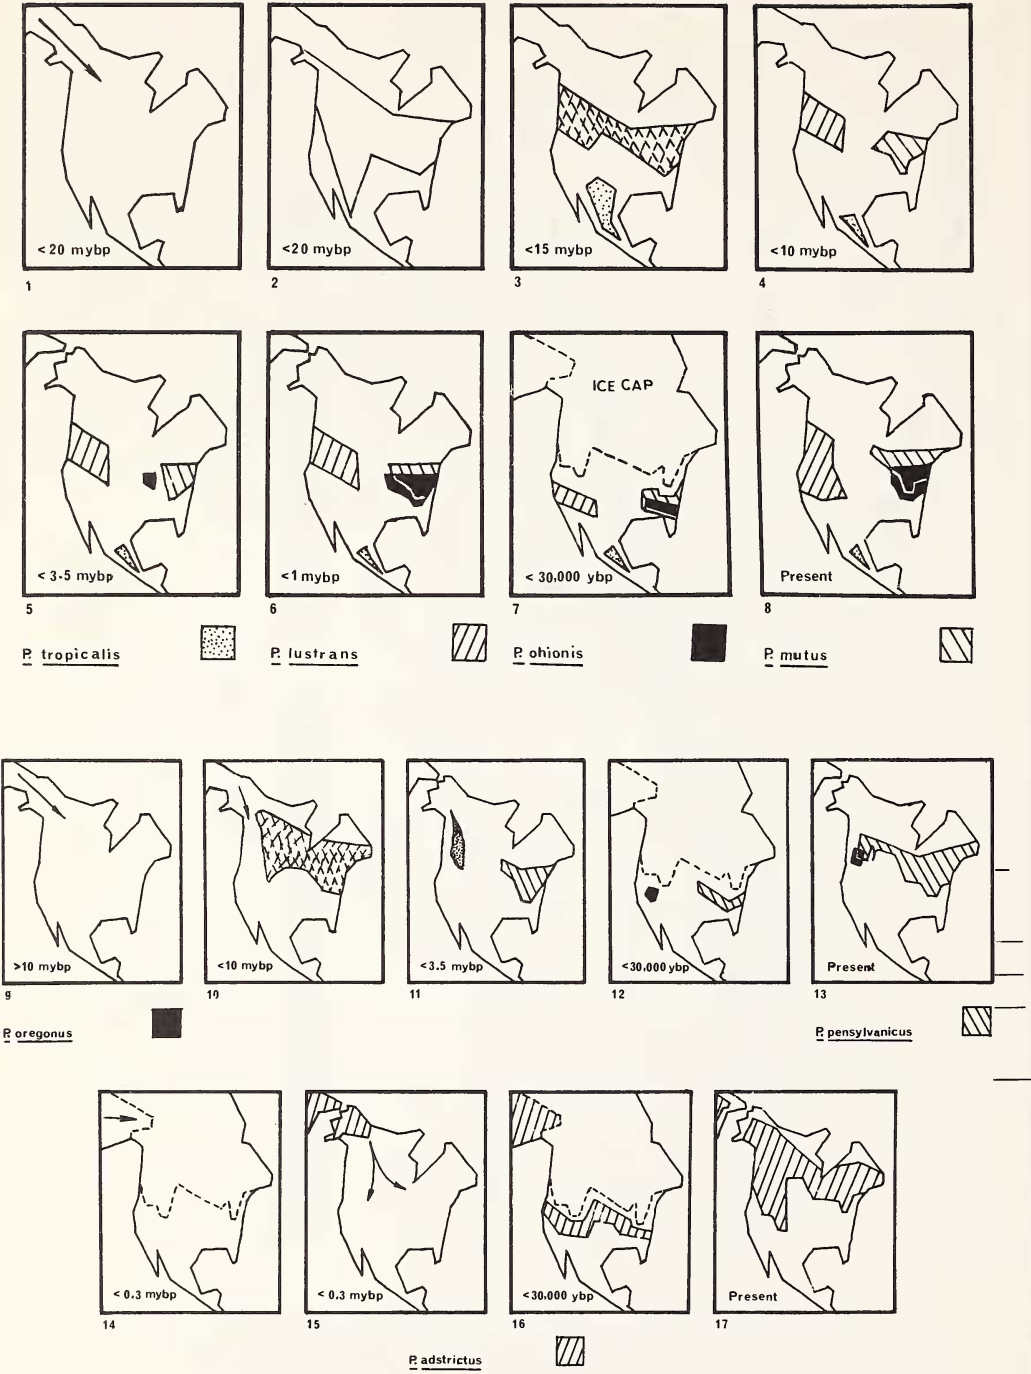 < 20 mybp
<20 mybp
<15 mybp
<10 mybp
1
2
3
4
ICE CAP
< 3·5 mybp
<1 mybp
< 30,000 ybp
Present
5
6
7
8
P. tropicalis
P. lustrans
P. ohionis
P. mutus
>10 mybp
<10 mybp
<3.5 mybp
<30,000 ybp
Present
9
10
11
12
13
P. oregonus
P. pensylvanicus
< 0.3 mybp
< 0.3 mybp
<30,000 ybp
Present
14
15
16
17
P. adstrictus